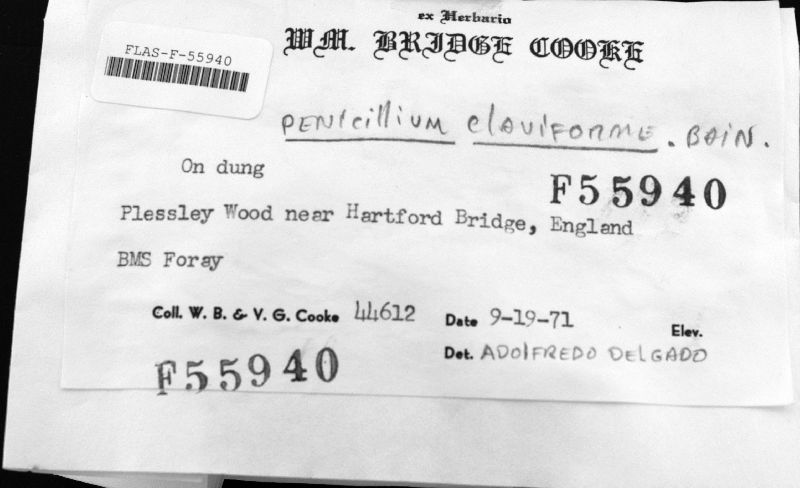 ex Herbario
WM. BRIDGE COOKE
FLAS-F-55940
PENICILLIUM CLAVIFORME. BAIN.
On dung
F55940
Plessley Wood near Hartford Bridge, England
BMS Foray
Coll. W. B. & V. G. Cooke 44612 Date 9-19-71 Elev.
Det. ADOLFREDO DELGADO
F55940